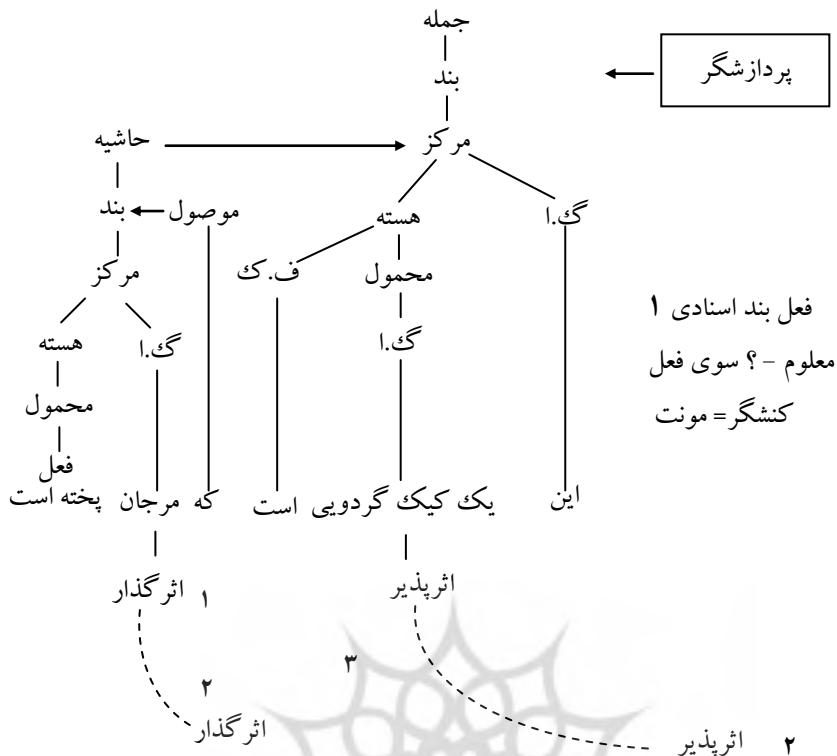 جمله
پردازشگر
بند
مرکز حاشیه
گ.ا هسته موصول بند
محمول ف.ک مرکز
فعل بند اسنادی ۱
گ.ا گ.ا هسته
معلوم – ؟ سوی فعل
محمول
کنشگر = مونت
فعل
این یک کیک گردویی است که مرجان پخته است
اثرپذیر اثرگذار ۱
۳ ۲
۲ اثرپذیر اثرگذار